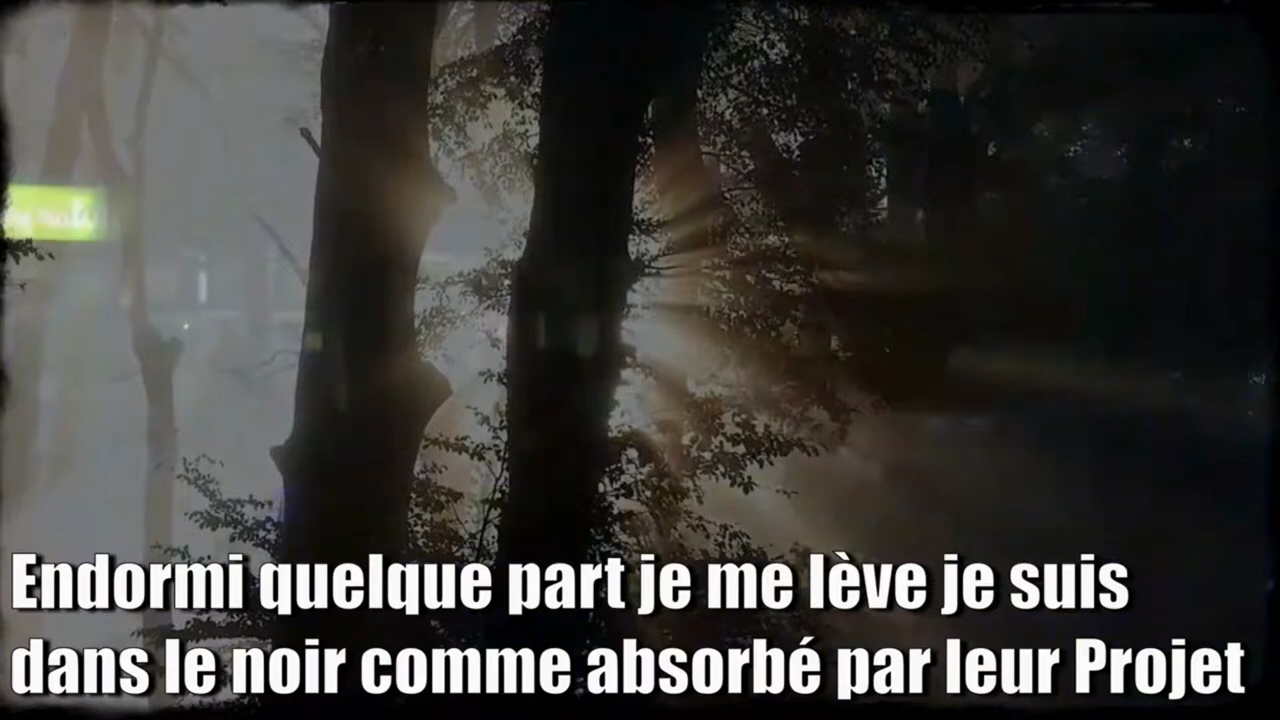 Endormi quelque part je me lève je suis
dans le noir comme absorbé par leur Projet